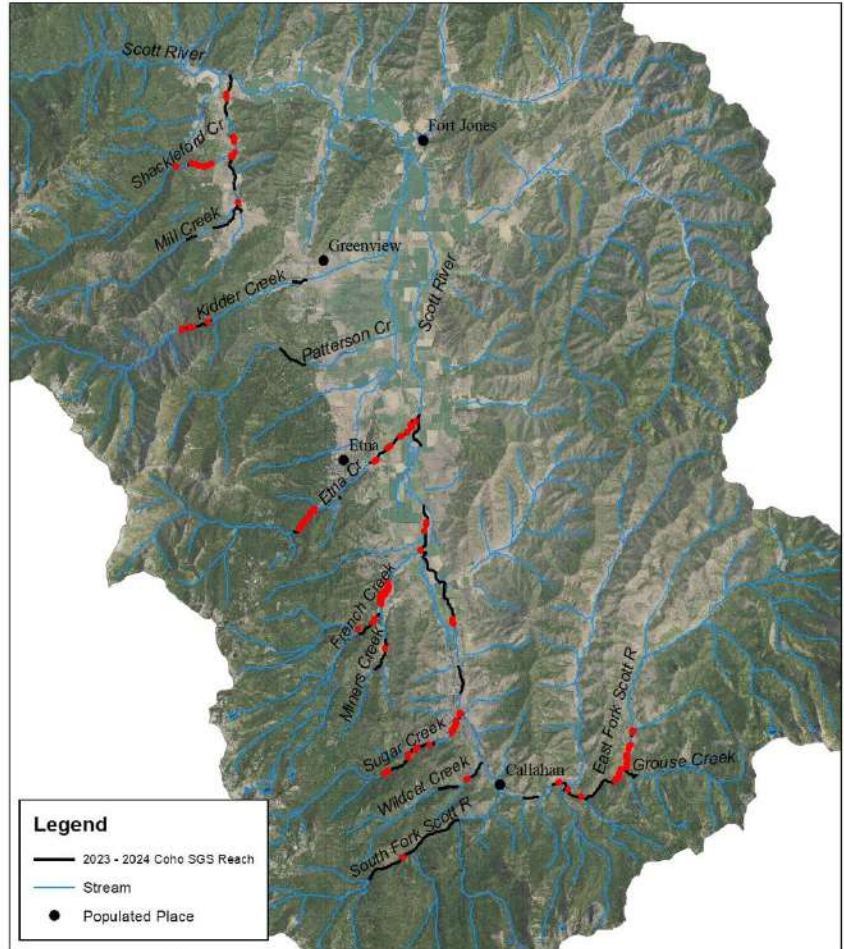 Scott River
Fort Jones
Shackleford Cr
Mill Creek
Greenview
Kidder Creek
Scott River
Patterson Cr
Etna
Etna Cr
French Creek
Miners Creek
East Fork Scott R
Sugar Creek
Grouse Creek
Wildcat Creek
Callahan
South Fork Scott R
Legend
2023 - 2024 Coho SGS Reach
Stream
Populated Place